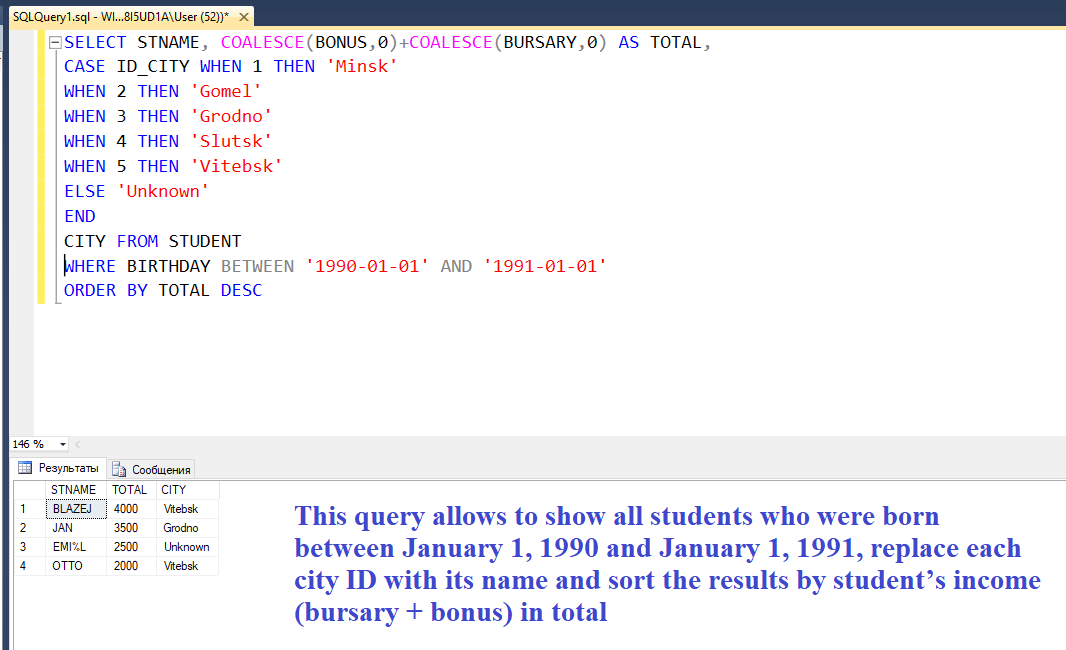 SQLQuery1.sql - WI...8I5UD1A\User (52))* ✕
SELECT STNAME, COALESCE(BONUS,0)+COALESCE(BURSARY,0) AS TOTAL,
CASE ID_CITY WHEN 1 THEN 'Minsk'
WHEN 2 THEN 'Gomel'
WHEN 3 THEN 'Grodno'
WHEN 4 THEN 'Slutsk'
WHEN 5 THEN 'Vitebsk'
ELSE 'Unknown'
END
CITY FROM STUDENT
WHERE BIRTHDAY BETWEEN '1990-01-01' AND '1991-01-01'
ORDER BY TOTAL DESC
146 %
Результаты Сообщения
STNAME TOTAL CITY
1 BLAZEJ 4000 Vitebsk
2 JAN 3500 Grodno
3 EMI%L 2500 Unknown
4 OTTO 2000 Vitebsk
This query allows to show all students who were born
between January 1, 1990 and January 1, 1991, replace each
city ID with its name and sort the results by student’s income
(bursary + bonus) in total